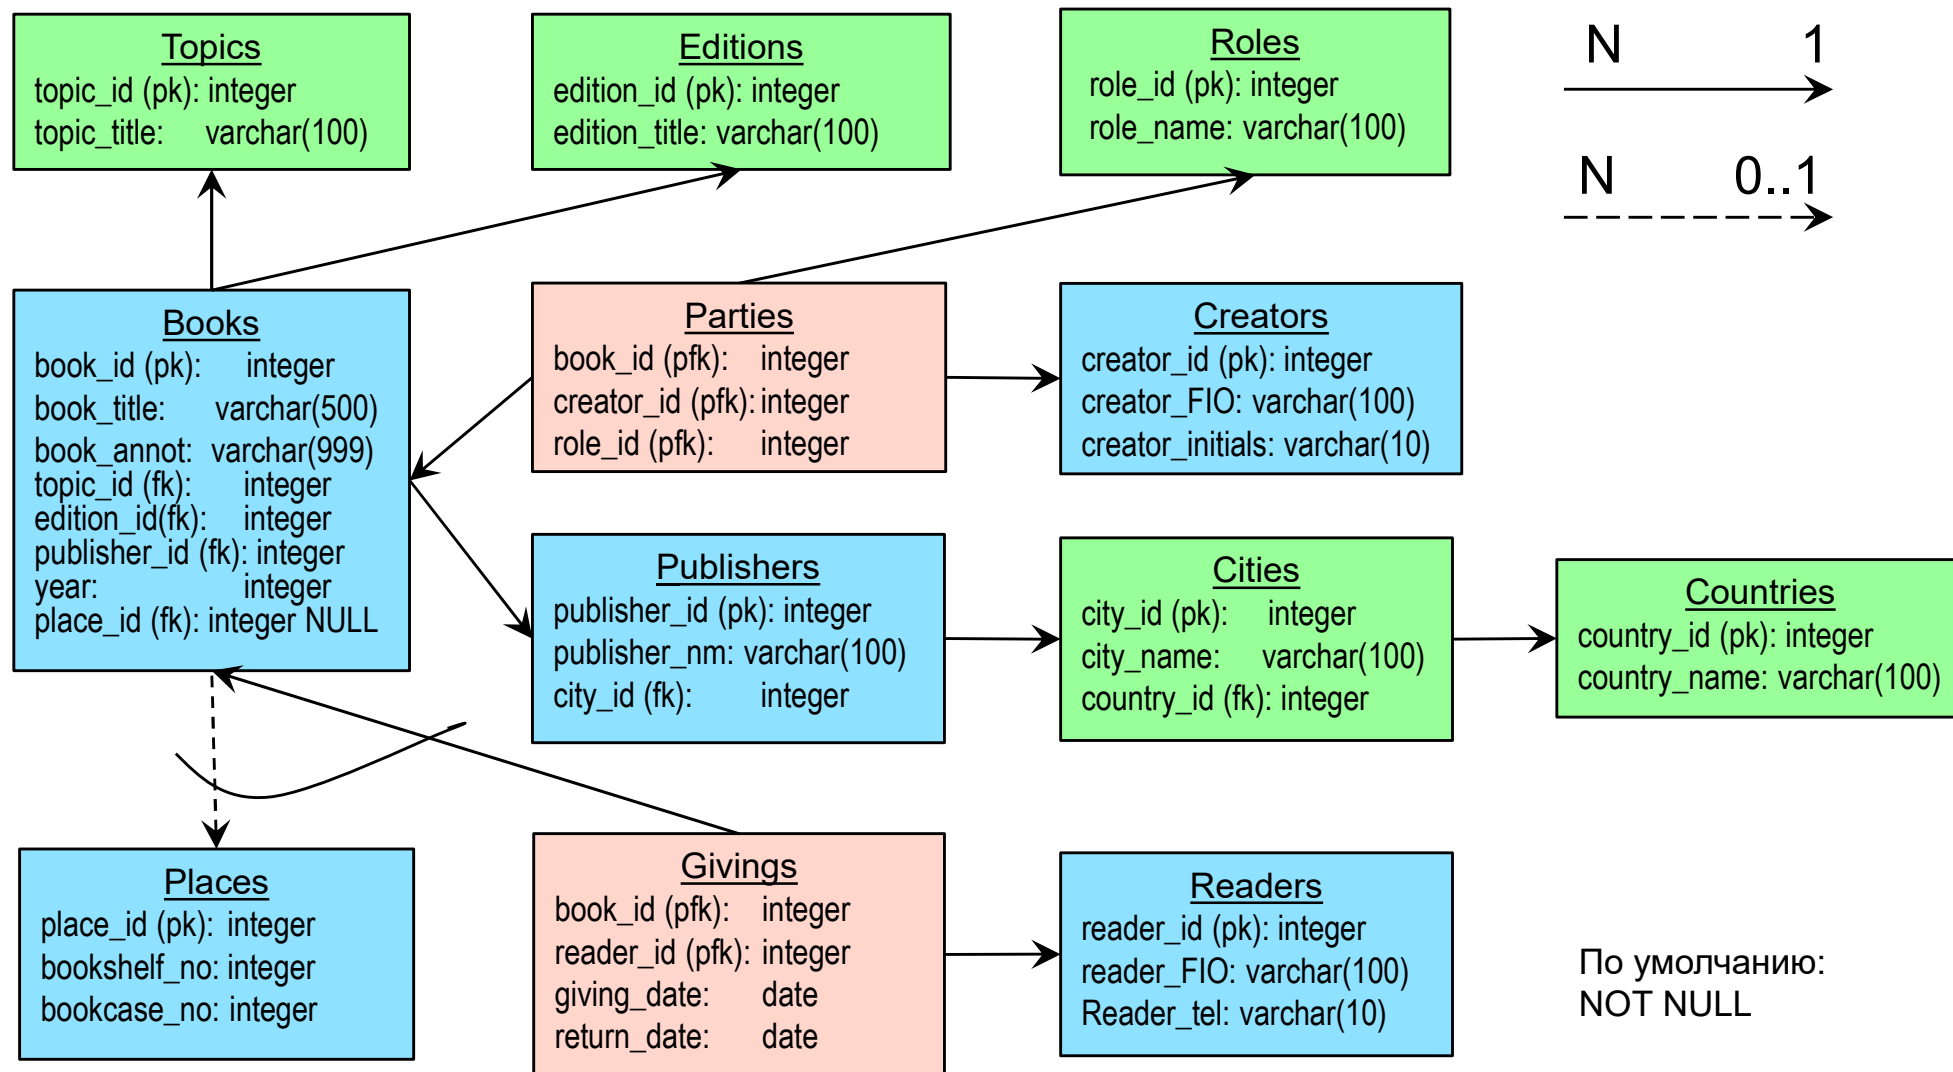 Topics
topic_id (pk): integer
topic_title: varchar(100)
Editions
edition_id (pk): integer
edition_title: varchar(100)
Roles
role_id (pk): integer
role_name: varchar(100)
N 1
N 0..1
Books
book_id (pk): integer
book_title: varchar(500)
book_annot: varchar(999)
topic_id (fk): integer
edition_id(fk): integer
publisher_id (fk): integer
year: integer
place_id (fk): integer NULL
Parties
book_id (pfk): integer
creator_id (pfk): integer
role_id (pfk): integer
Creators
creator_id (pk): integer
creator_FIO: varchar(100)
creator_initials: varchar(10)
Publishers
publisher_id (pk): integer
publisher_nm: varchar(100)
city_id (fk): integer
Cities
city_id (pk): integer
city_name: varchar(100)
country_id (fk): integer
Countries
country_id (pk): integer
country_name: varchar(100)
Places
place_id (pk): integer
bookshelf_no: integer
bookcase_no: integer
Givings
book_id (pfk): integer
reader_id (pfk): integer
giving_date: date
return_date: date
Readers
reader_id (pk): integer
reader_FIO: varchar(100)
Reader_tel: varchar(10)
По умолчанию:
NOT NULL